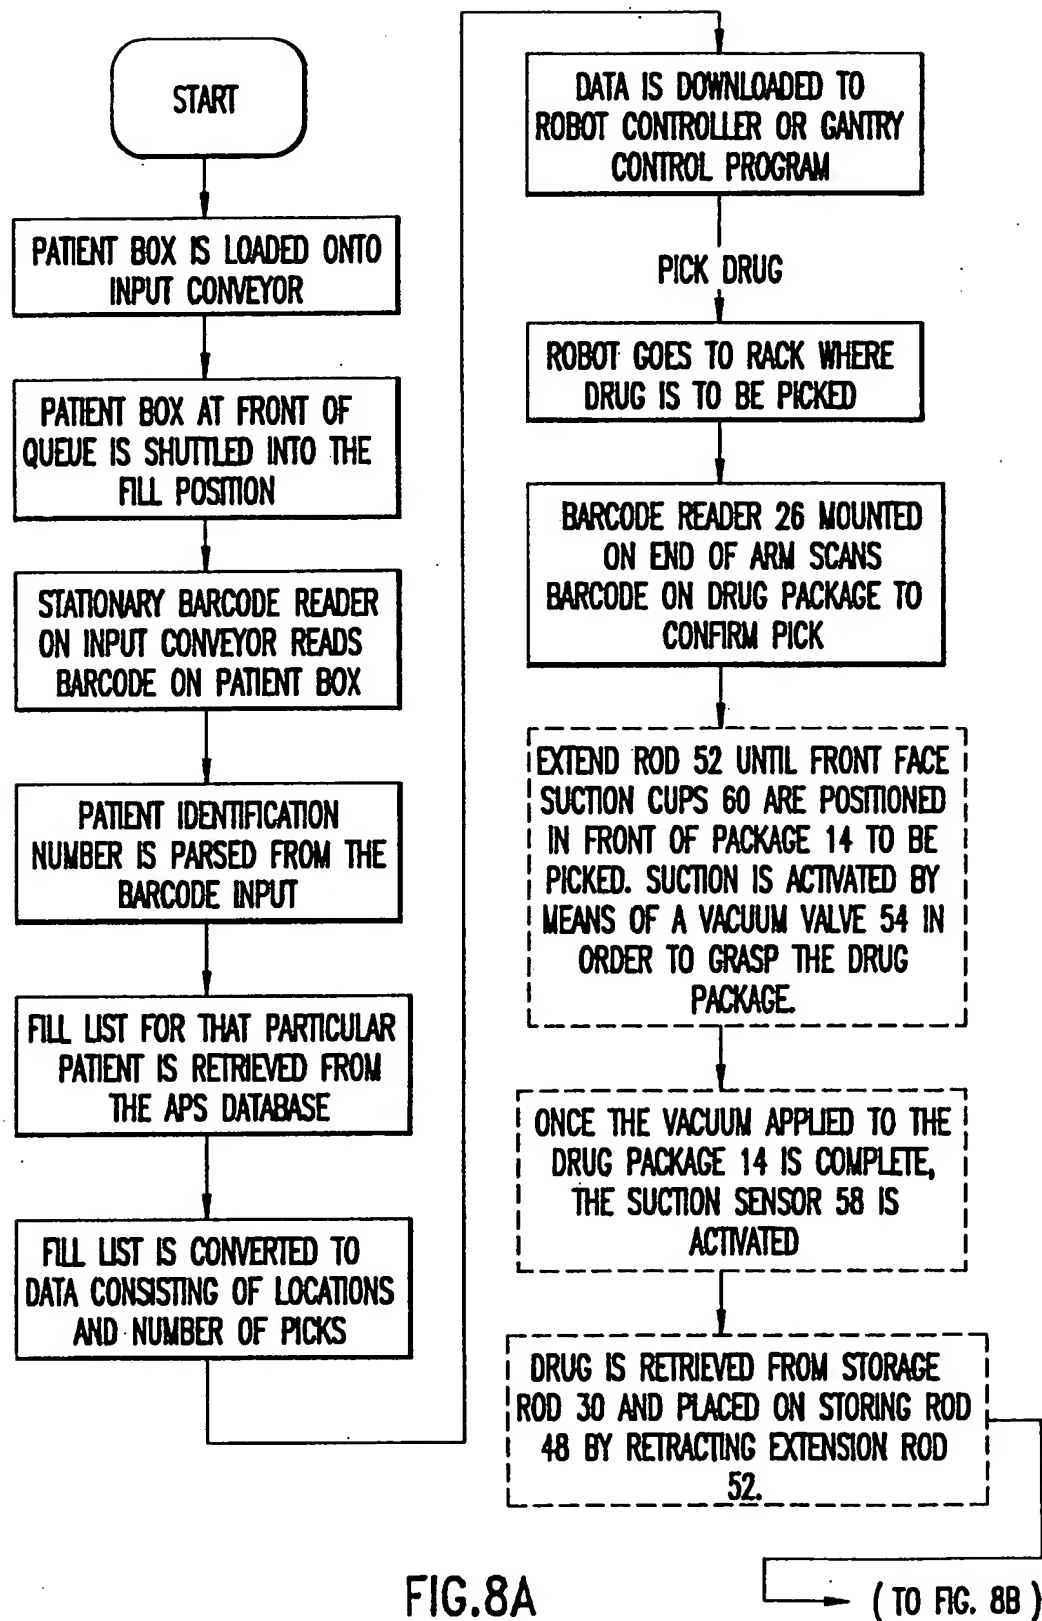 START
PATIENT BOX IS LOADED ONTO
INPUT CONVEYOR
PATIENT BOX AT FRONT OF
QUEUE IS SHUTTLED INTO THE
FILL POSITION
STATIONARY BARCODE READER
ON INPUT CONVEYOR READS
BARCODE ON PATIENT BOX
PATIENT IDENTIFICATION
NUMBER IS PARSED FROM THE
BARCODE INPUT
FILL LIST FOR THAT PARTICULAR
PATIENT IS RETRIEVED FROM
THE APS DATABASE
FILL LIST IS CONVERTED TO
DATA CONSISTING OF LOCATIONS
AND NUMBER OF PICKS
DATA IS DOWNLOADED TO
ROBOT CONTROLLER OR GANTRY
CONTROL PROGRAM
PICK DRUG
ROBOT GOES TO RACK WHERE
DRUG IS TO BE PICKED
BARCODE READER 26 MOUNTED
ON END OF ARM SCANS
BARCODE ON DRUG PACKAGE TO
CONFIRM PICK
EXTEND ROD 52 UNTIL FRONT FACE
SUCTION CUPS 60 ARE POSITIONED
IN FRONT OF PACKAGE 14 TO BE
PICKED. SUCTION IS ACTIVATED BY
MEANS OF A VACUUM VALVE 54 IN
ORDER TO GRASP THE DRUG
PACKAGE.
ONCE THE VACUUM APPLIED TO THE
DRUG PACKAGE 14 IS COMPLETE,
THE SUCTION SENSOR 58 IS
ACTIVATED
DRUG IS RETRIEVED FROM STORAGE
ROD 30 AND PLACED ON STORING ROD
48 BY RETRACTING EXTENSION ROD
52.
(TO FIG. 8B)
FIG.8A